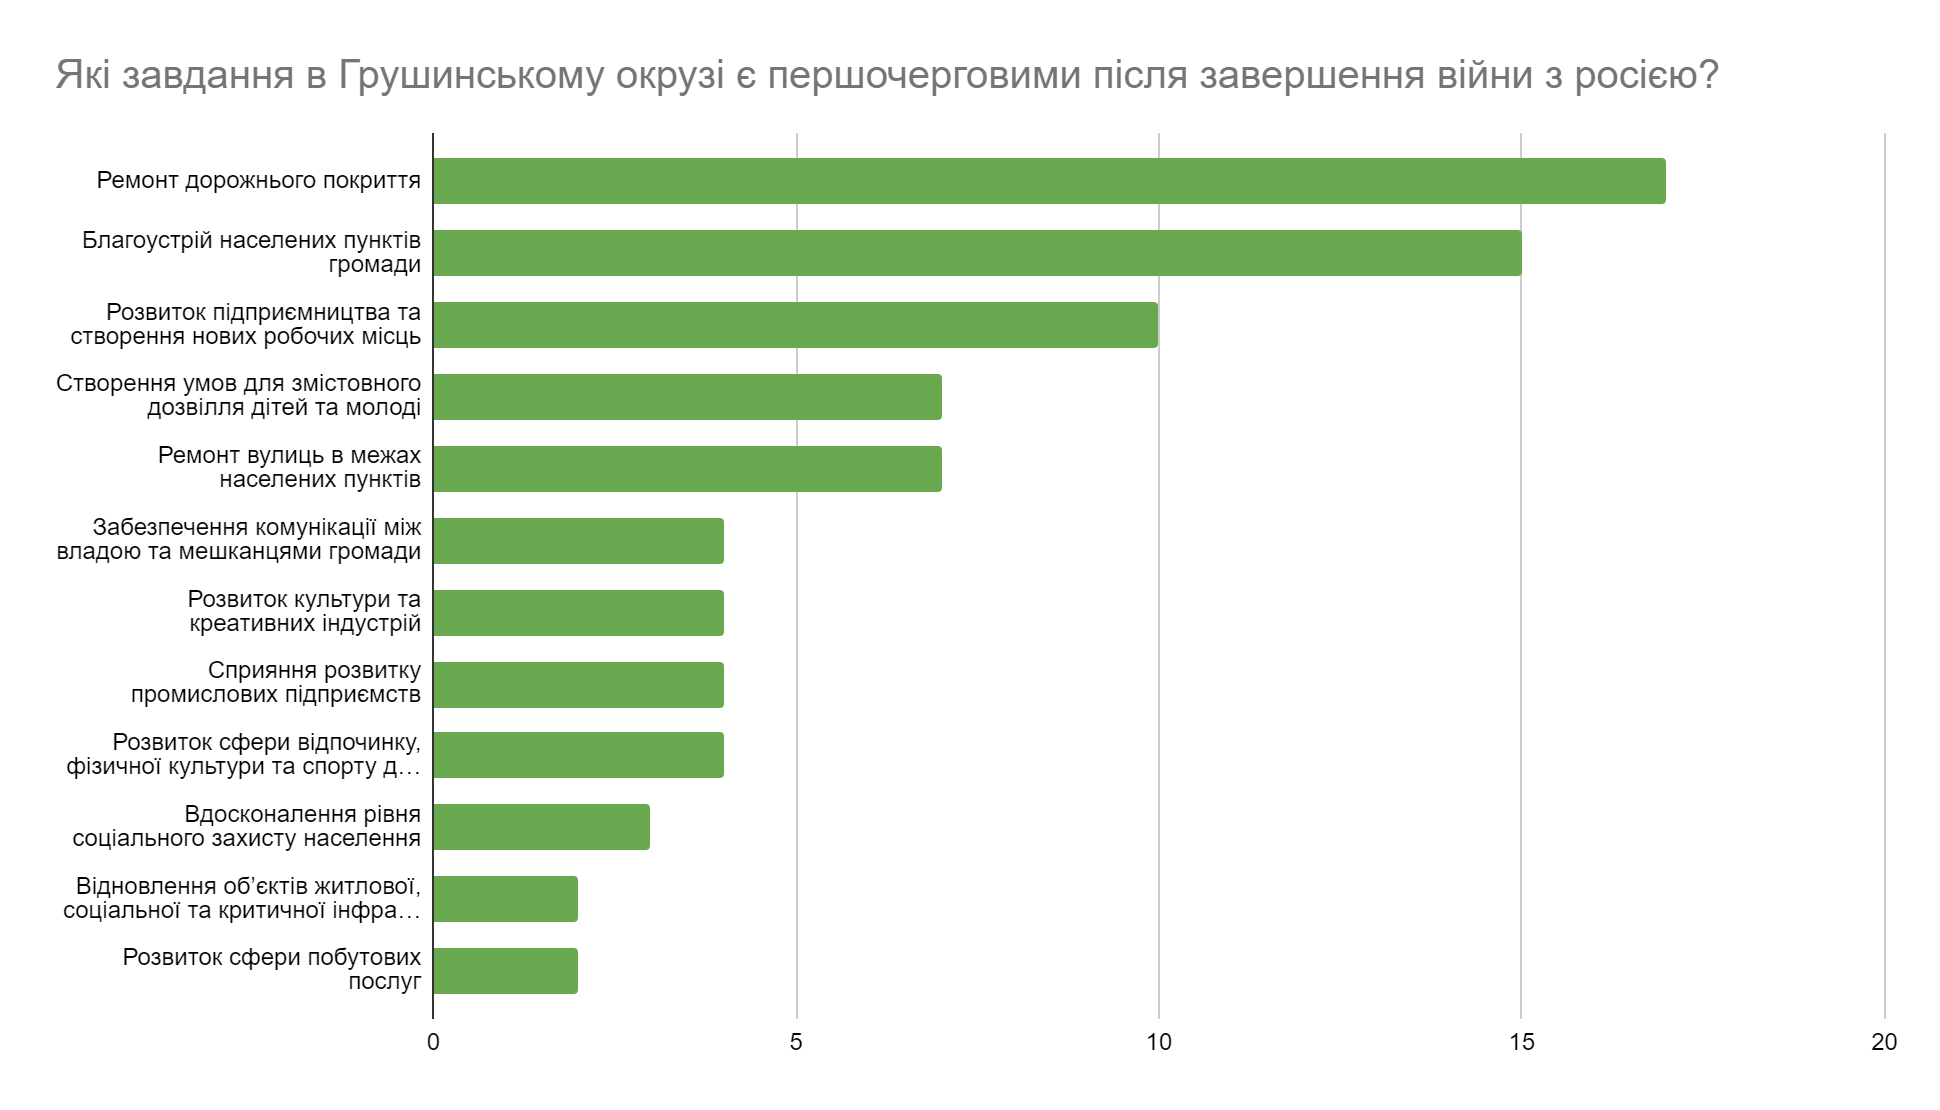 Які завдання в Грушинському окрузі є першочерговими після завершення війни з росією?
Ремонт дорожнього покриття
Благоустрій населених пунктів
громади
Розвиток підприємництва та
створення нових робочих місць
Створення умов для змістовного
дозвілля дітей та молоді
Ремонт вулиць в межах
населених пунктів
Забезпечення комунікації між
владою та мешканцями громади
Розвиток культури та
креативних індустрій
Сприяння розвитку
промислових підприємств
Розвиток сфери відпочинку,
фізичної культури та спорту д…
Вдосконалення рівня
соціального захисту населення
Відновлення об’єктів житлової,
соціальної та критичної інфра…
Розвиток сфери побутових
послуг
0 5 10 15 20